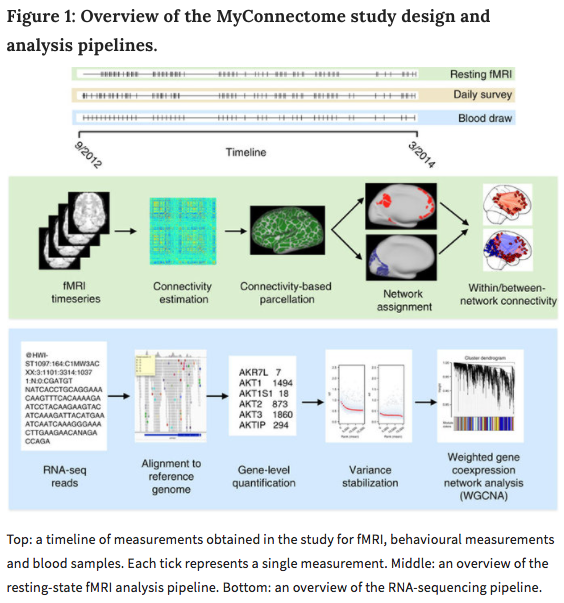 Figure 1: Overview of the MyConnectome study design and
analysis pipelines.
Resting fMRI
Daily survey
Blood draw
9/2012
Timeline
3/2014
fMRI
timeseries
Connectivity
estimation
Connectivity-based
parcellation
Network
assignment
Within/between-
network connectivity
@HWI-
ST1097:164:C1MW3AC
XX:3:1101:3314:1037
1:N:0:CGATGT
NATCACCTGCAGGAAA
CAAGTTTCACAAAAGA
ATCCTACAAGAAGTAC
ATCAAAGATTACATGAA
ATCAATCAAAGGGAAA
CTTGAAGAACANAGA
CCAGA
RNA-seq
reads
Alignment to
reference
genome
AKR7L 7
AKT1 1494
AKT1S1 18
AKT2 873
AKT3 1860
AKTIP 294
Gene-level
quantification
Variance
stabilization
Cluster dendrogram
Weighted gene
coexpression
network analysis
(WGCNA)
Top: a timeline of measurements obtained in the study for fMRI, behavioural measurements
and blood samples. Each tick represents a single measurement. Middle: an overview of the
resting-state fMRI analysis pipeline. Bottom: an overview of the RNA-sequencing pipeline.